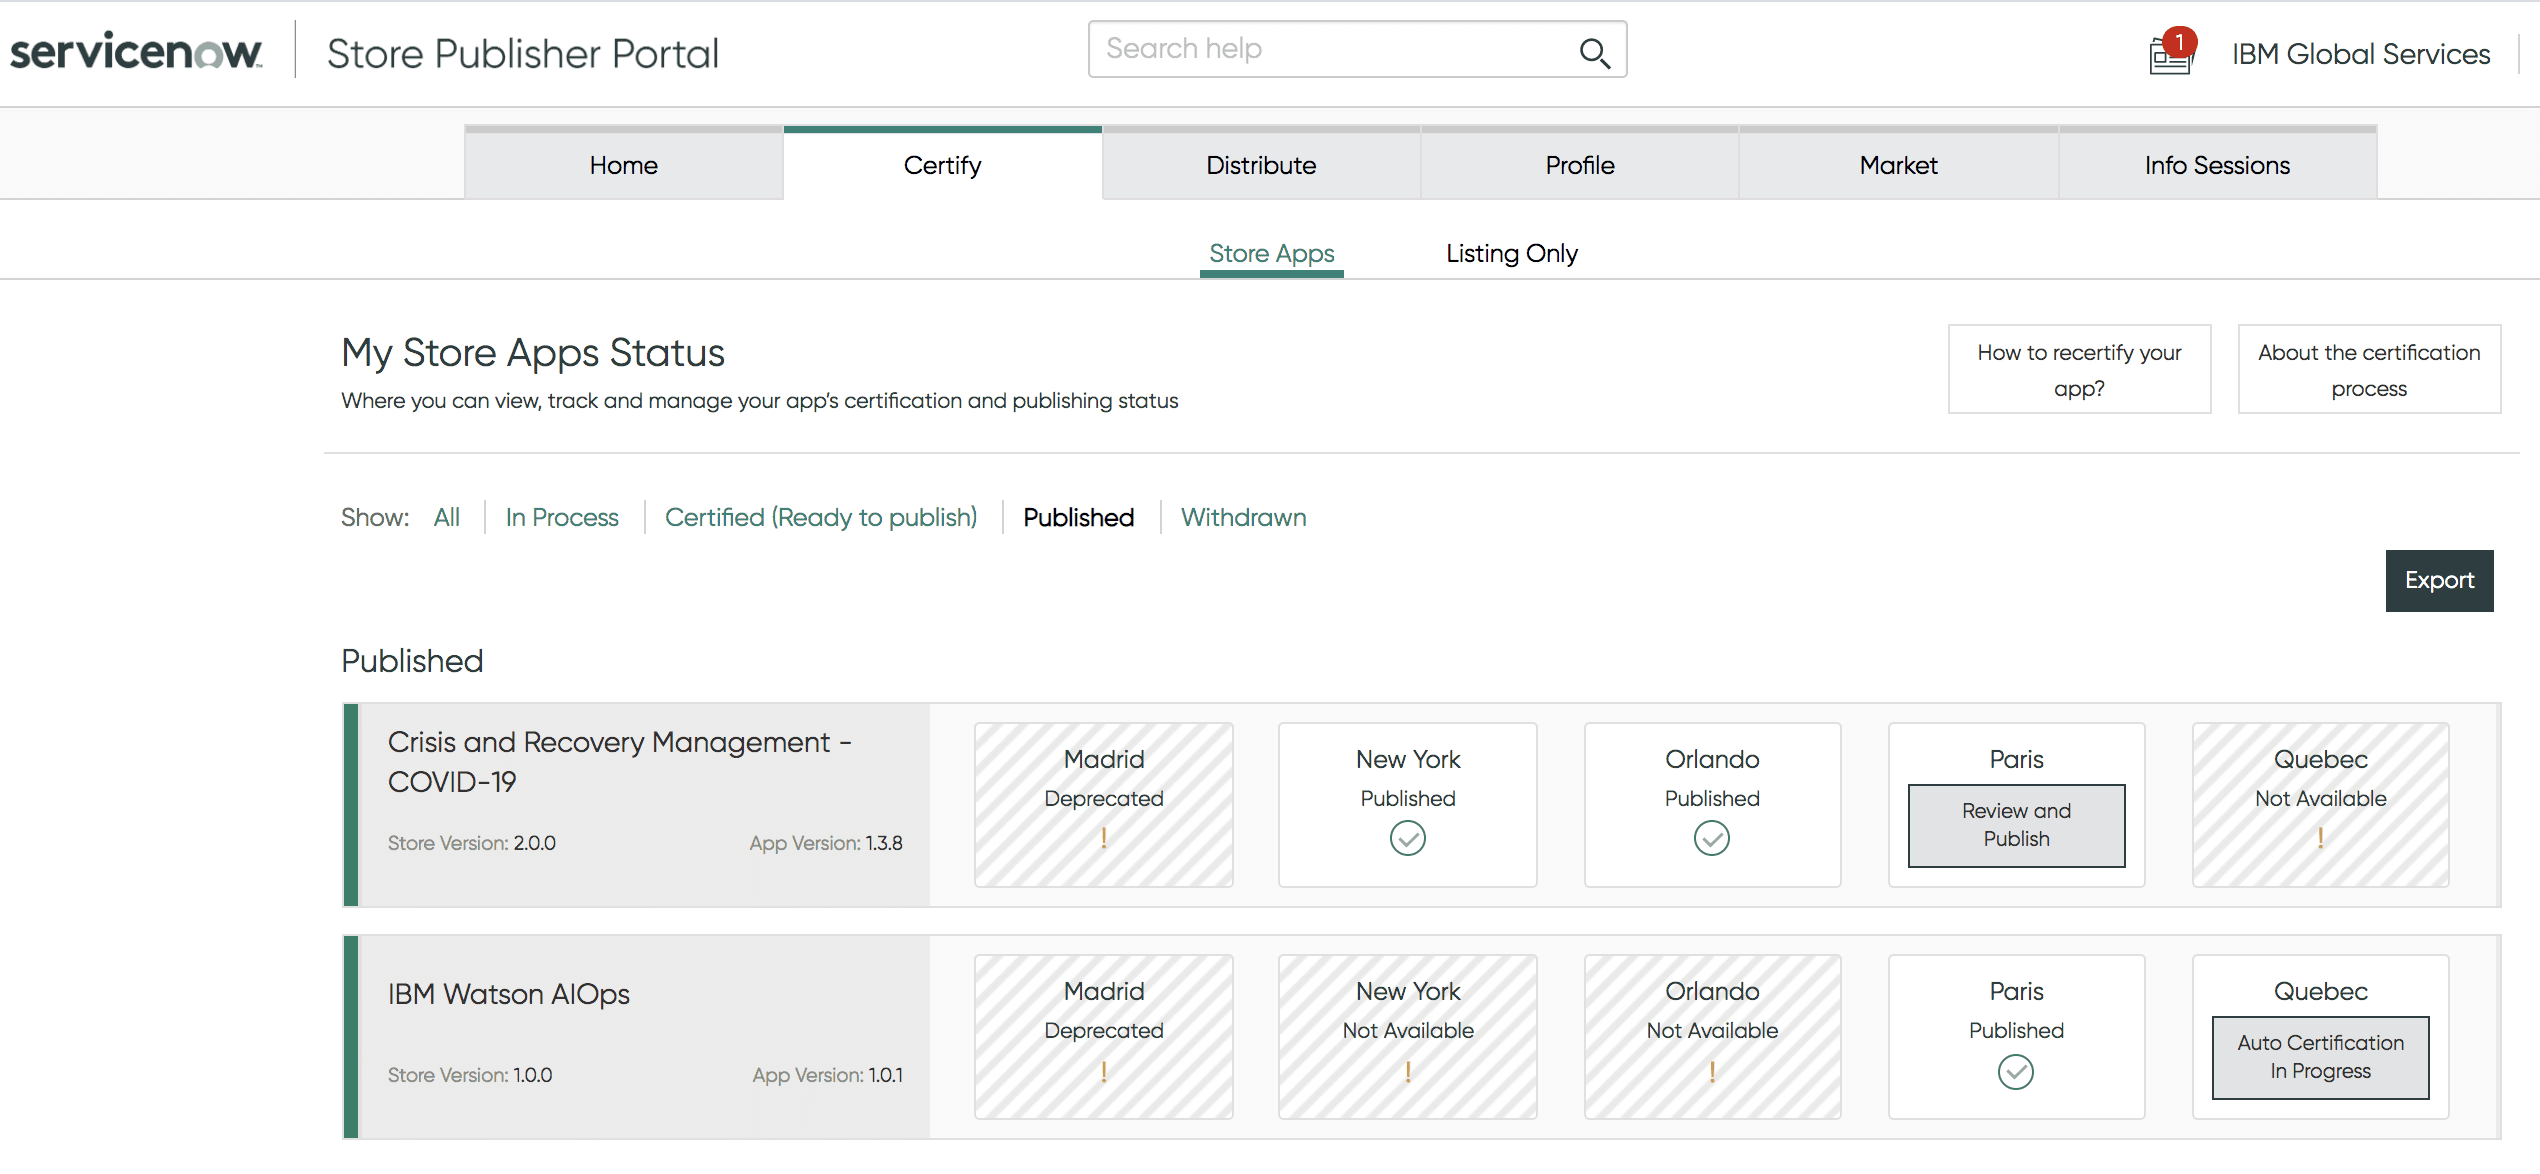 servicenow™ Store Publisher Portal Search help 1 IBM Global Services
Home Certify Distribute Profile Market Info Sessions
Store Apps Listing Only
My Store Apps Status
Where you can view, track and manage your app's certification and publishing status
How to recertify your
app?
About the certification
process
Show: All In Process Certified (Ready to publish) Published Withdrawn
Export
Published
Crisis and Recovery Management -
COVID-19
Store Version: 2.0.0 App Version: 1.3.8
Madrid
Deprecated
!
New York
Published
Orlando
Published
Paris
Review and
Publish
Quebec
Not Available
!
IBM Watson AIOps
Store Version: 1.0.0 App Version: 1.0.1
Madrid
Deprecated
!
New York
Not Available
!
Orlando
Not Available
!
Paris
Published
Quebec
Auto Certification
In Progress